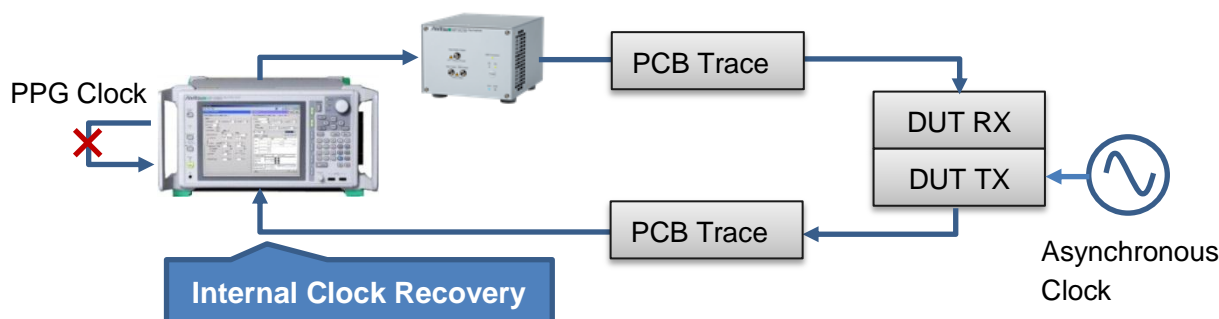 PCB Trace
PPG Clock
DUT RX
DUT TX
PCB Trace
Asynchronous
Clock
Internal Clock Recovery